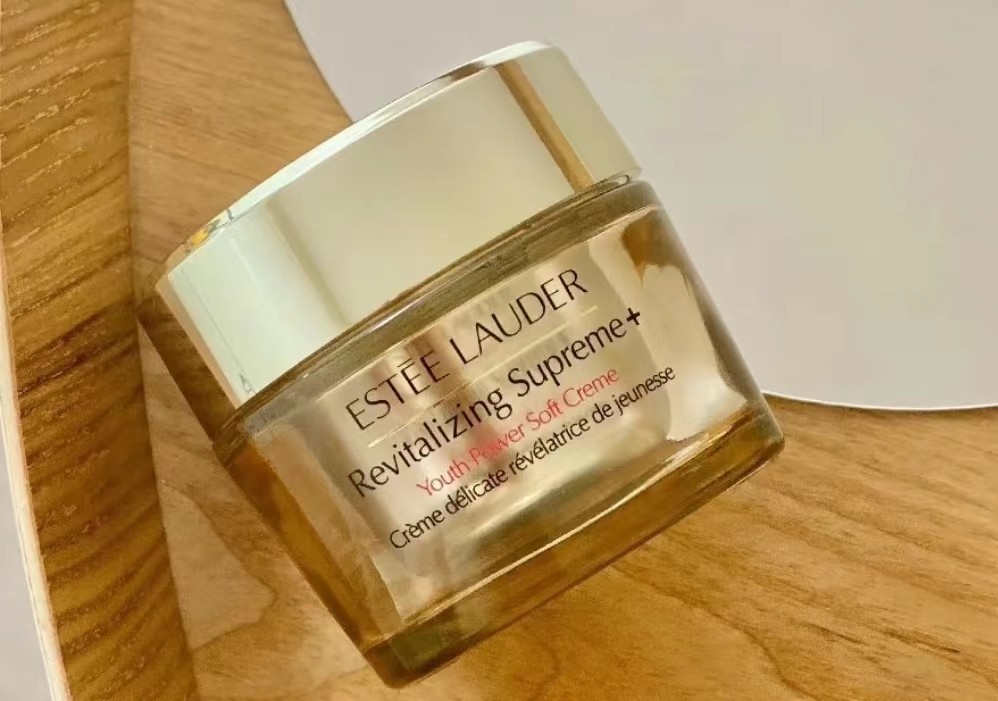 ESTĒE LAUDER
Revitalizing Supreme+
Youth Power Soft Creme
Crème délicate révélatrice de jeunesse